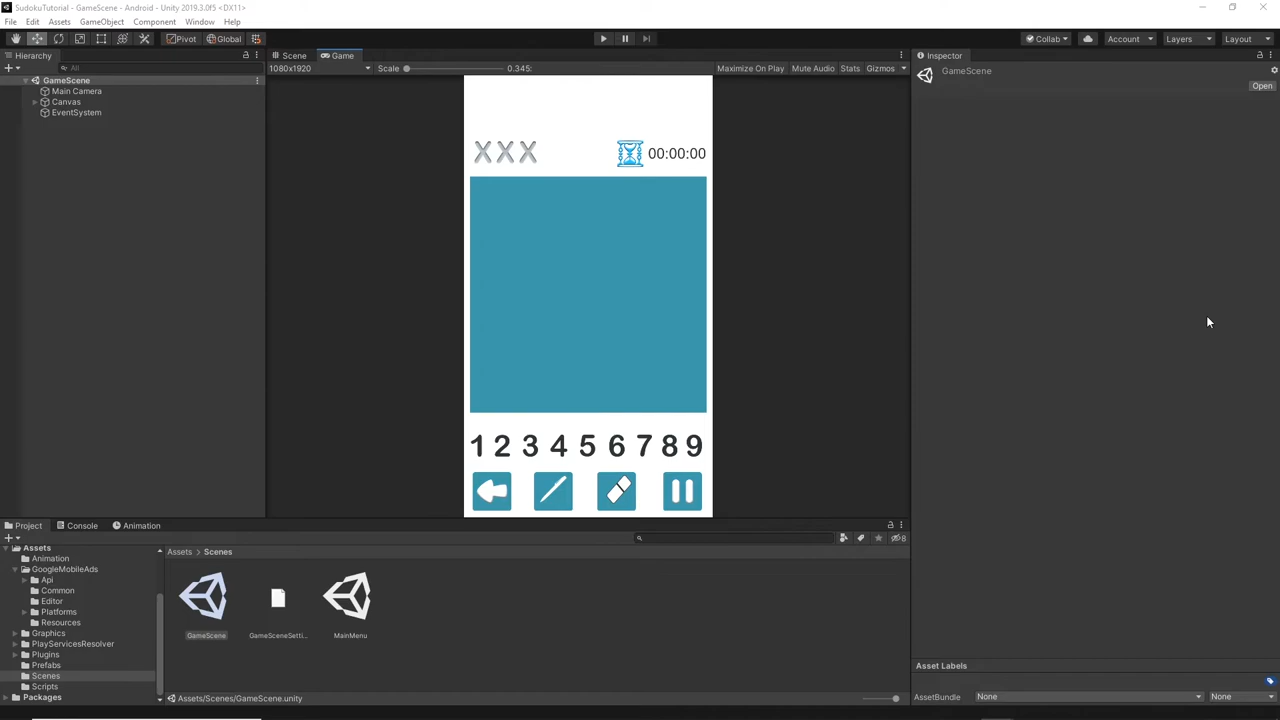 SudokuTutorial - GameScene - Android - Unity 2019.3.0f5 <DX11>
File Edit Assets GameObject Component Window Help
Pivot Global Collab Account Layers Layout
Hierarchy Scene Game Inspector
All 1080x1920 Scale 0.345: Maximize On Play Mute Audio Stats Gizmos
GameScene
GameScene
Open
Main Camera
Canvas
EventSystem
XXX 00:00:00
1 2 3 4 5 6 7 8 9
Project Console Animation
8
Assets
Assets > Scenes
Animation
GoogleMobileAds
Api
Common
Editor
Platforms
Resources
Graphics
PlayServicesResolver
Plugins
Prefabs
Scenes
Scripts
Packages
GameScene GameSceneSetti... MainMenu
Assets/Scenes/GameScene.unity
Asset Labels
AssetBundle None None